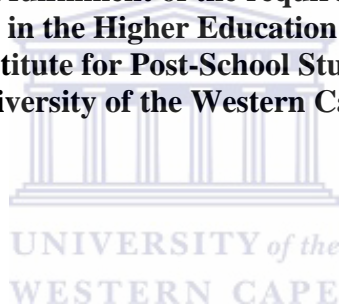 in the Higher Education
titute for Post-School Stu
iversity of the Western Ca
UNIVERSITY of the
WESTERN CAPE